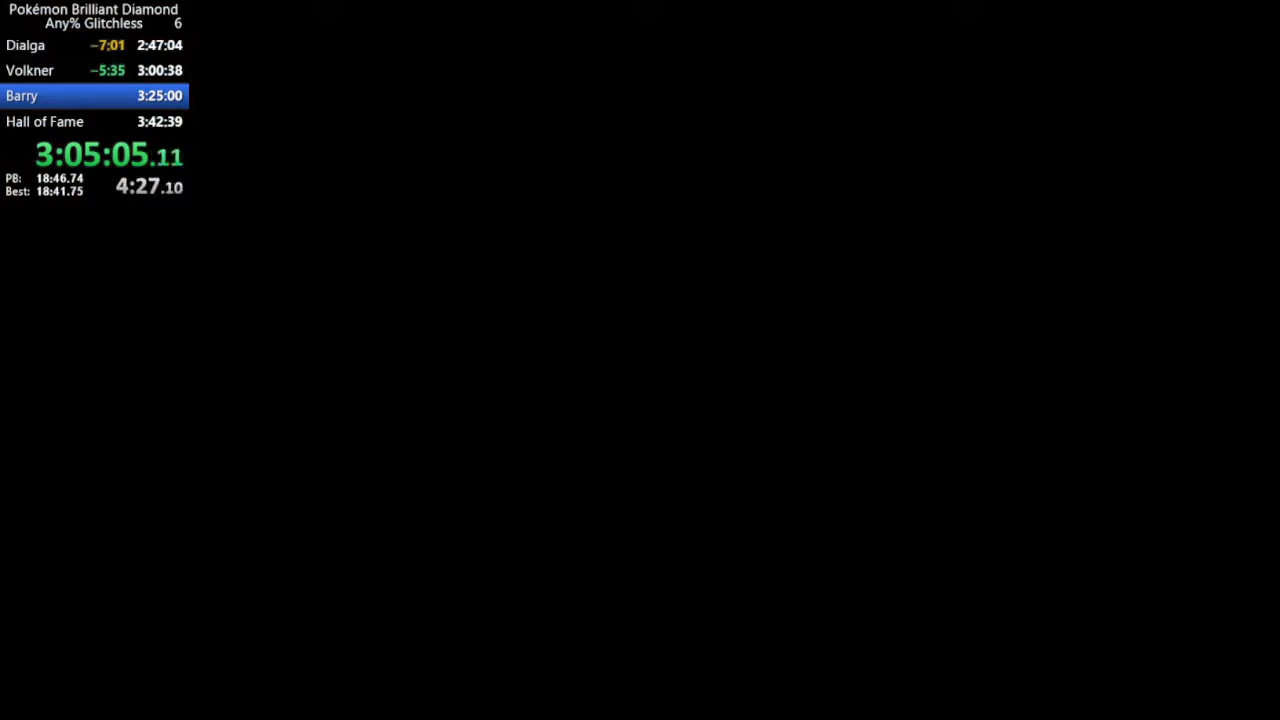 Pokémon Brilliant Diamond
Any% Glitchless 6
Dialga −7:01 2:47:04
Volkner −5:35 3:00:38
Barry 3:25:00
Hall of Fame 3:42:39
3:05:05.11
PB: 18:46.74
Best: 18:41.75
4:27.10